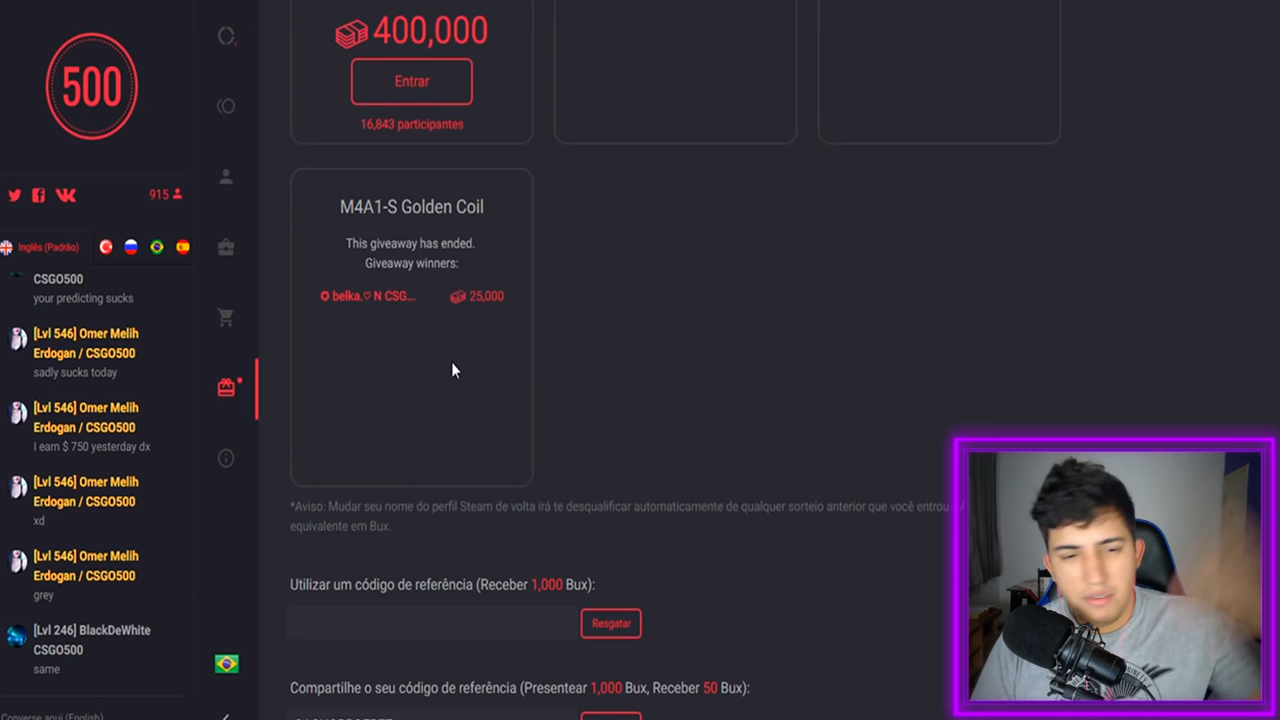 500
915
Inglês (Padrão)
CSGO500
your predicting sucks
[Lvl 546] Omer Melih
Erdogan / CSGO500
sadly sucks today
[Lvl 546] Omer Melih
Erdogan / CSGO500
I earn $ 750 yesterday dx
[Lvl 546] Omer Melih
Erdogan / CSGO500
xd
[Lvl 546] Omer Melih
Erdogan / CSGO500
grey
[Lvl 246] BlackDeWhite
CSGO500
same
Converse aqui (English)
400,000
Entrar
16,843 participantes
M4A1-S Golden Coil
This giveaway has ended.
Giveaway winners:
belka.♡ N CSG... 25,000
*Aviso: Mudar seu nome do perfil Steam de volta irá te desqualificar automaticamente de qualquer sorteio anterior que você entrou.
equivalente em Bux.
Utilizar um código de referência (Receber 1,000 Bux):
Resgatar
Compartilhe o seu código de referência (Presentear 1,000 Bux, Receber 50 Bux):